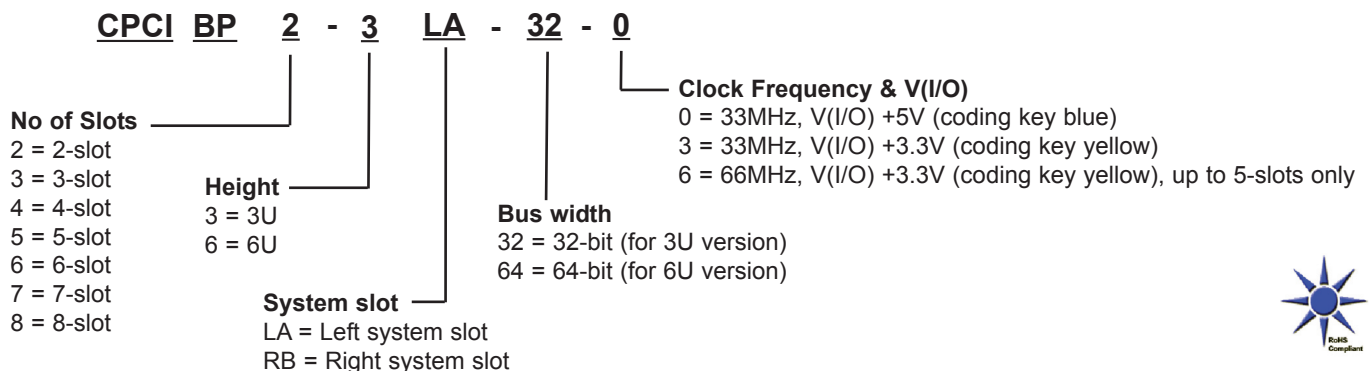 CPCI BP 2 - 3 LA - 32 - 0
Clock Frequency & V(I/O)
0 = 33MHz, V(I/O) +5V (coding key blue)
3 = 33MHz, V(I/O) +3.3V (coding key yellow)
6 = 66MHz, V(I/O) +3.3V (coding key yellow), up to 5-slots only
No of Slots
2 = 2-slot
3 = 3-slot
4 = 4-slot
5 = 5-slot
6 = 6-slot
7 = 7-slot
8 = 8-slot
Height
3 = 3U
6 = 6U
Bus width
32 = 32-bit (for 3U version)
64 = 64-bit (for 6U version)
System slot
LA = Left system slot
RB = Right system slot
RoHS
Compliant